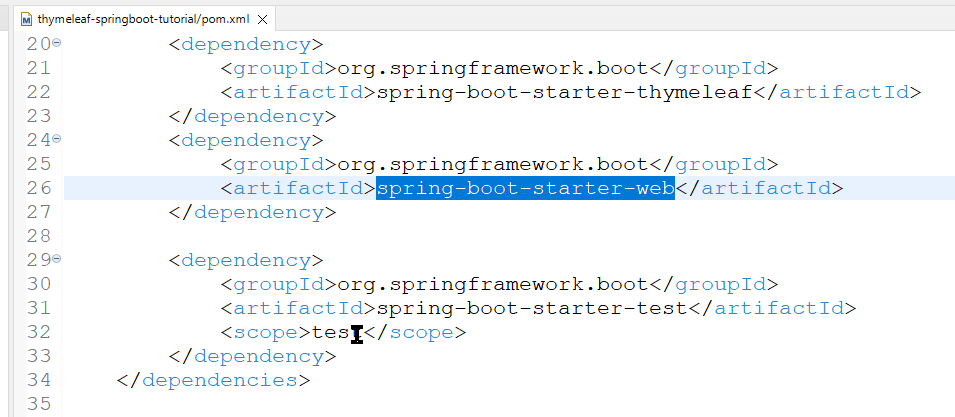 thymeleaf-springboot-tutorial/pom.xml
20 <dependency>
21 <groupId>org.springframework.boot</groupId>
22 <artifactId>spring-boot-starter-thymeleaf</artifactId>
23 </dependency>
24 <dependency>
25 <groupId>org.springframework.boot</groupId>
26 <artifactId>spring-boot-starter-web</artifactId>
27 </dependency>
28
29 <dependency>
30 <groupId>org.springframework.boot</groupId>
31 <artifactId>spring-boot-starter-test</artifactId>
32 <scope>test</scope>
33 </dependency>
34 </dependencies>
35